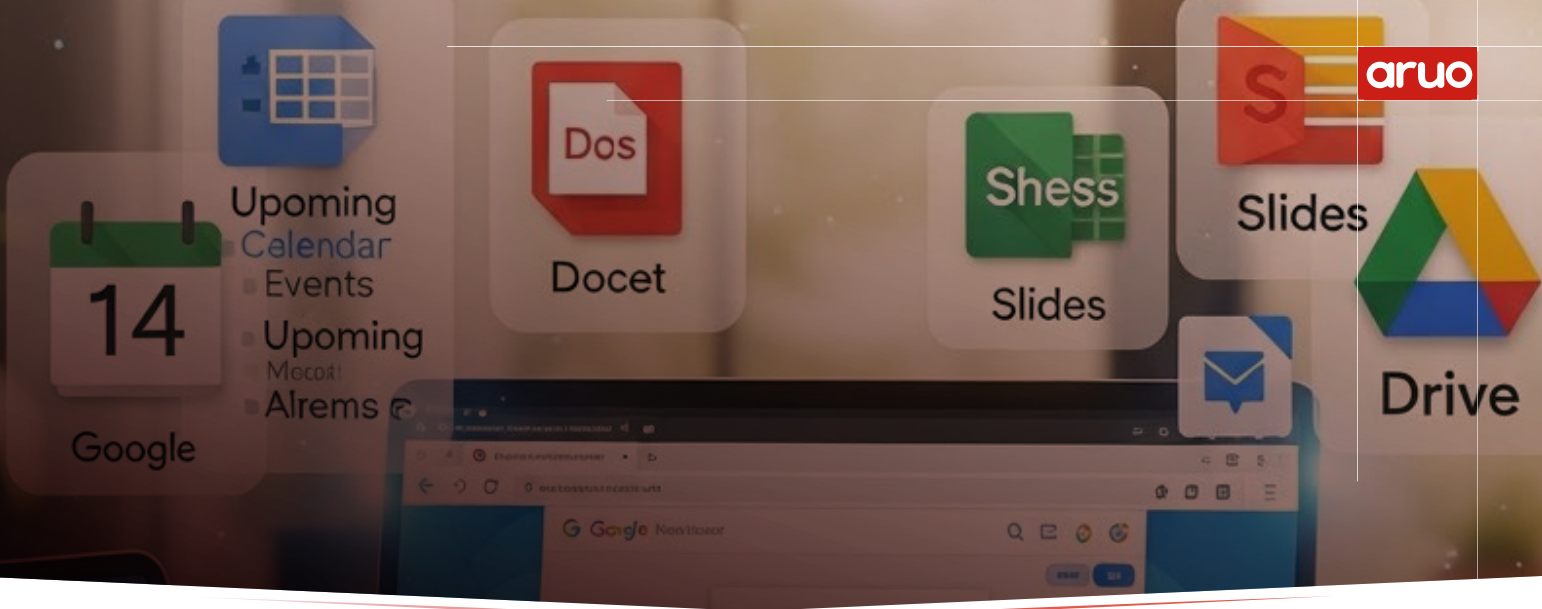 aruo
Dos
S
Upoming
Calendar
Events
Upoming
Alrems
14
Google
Docet
Shess
Slides
Slides
Drive
G Google